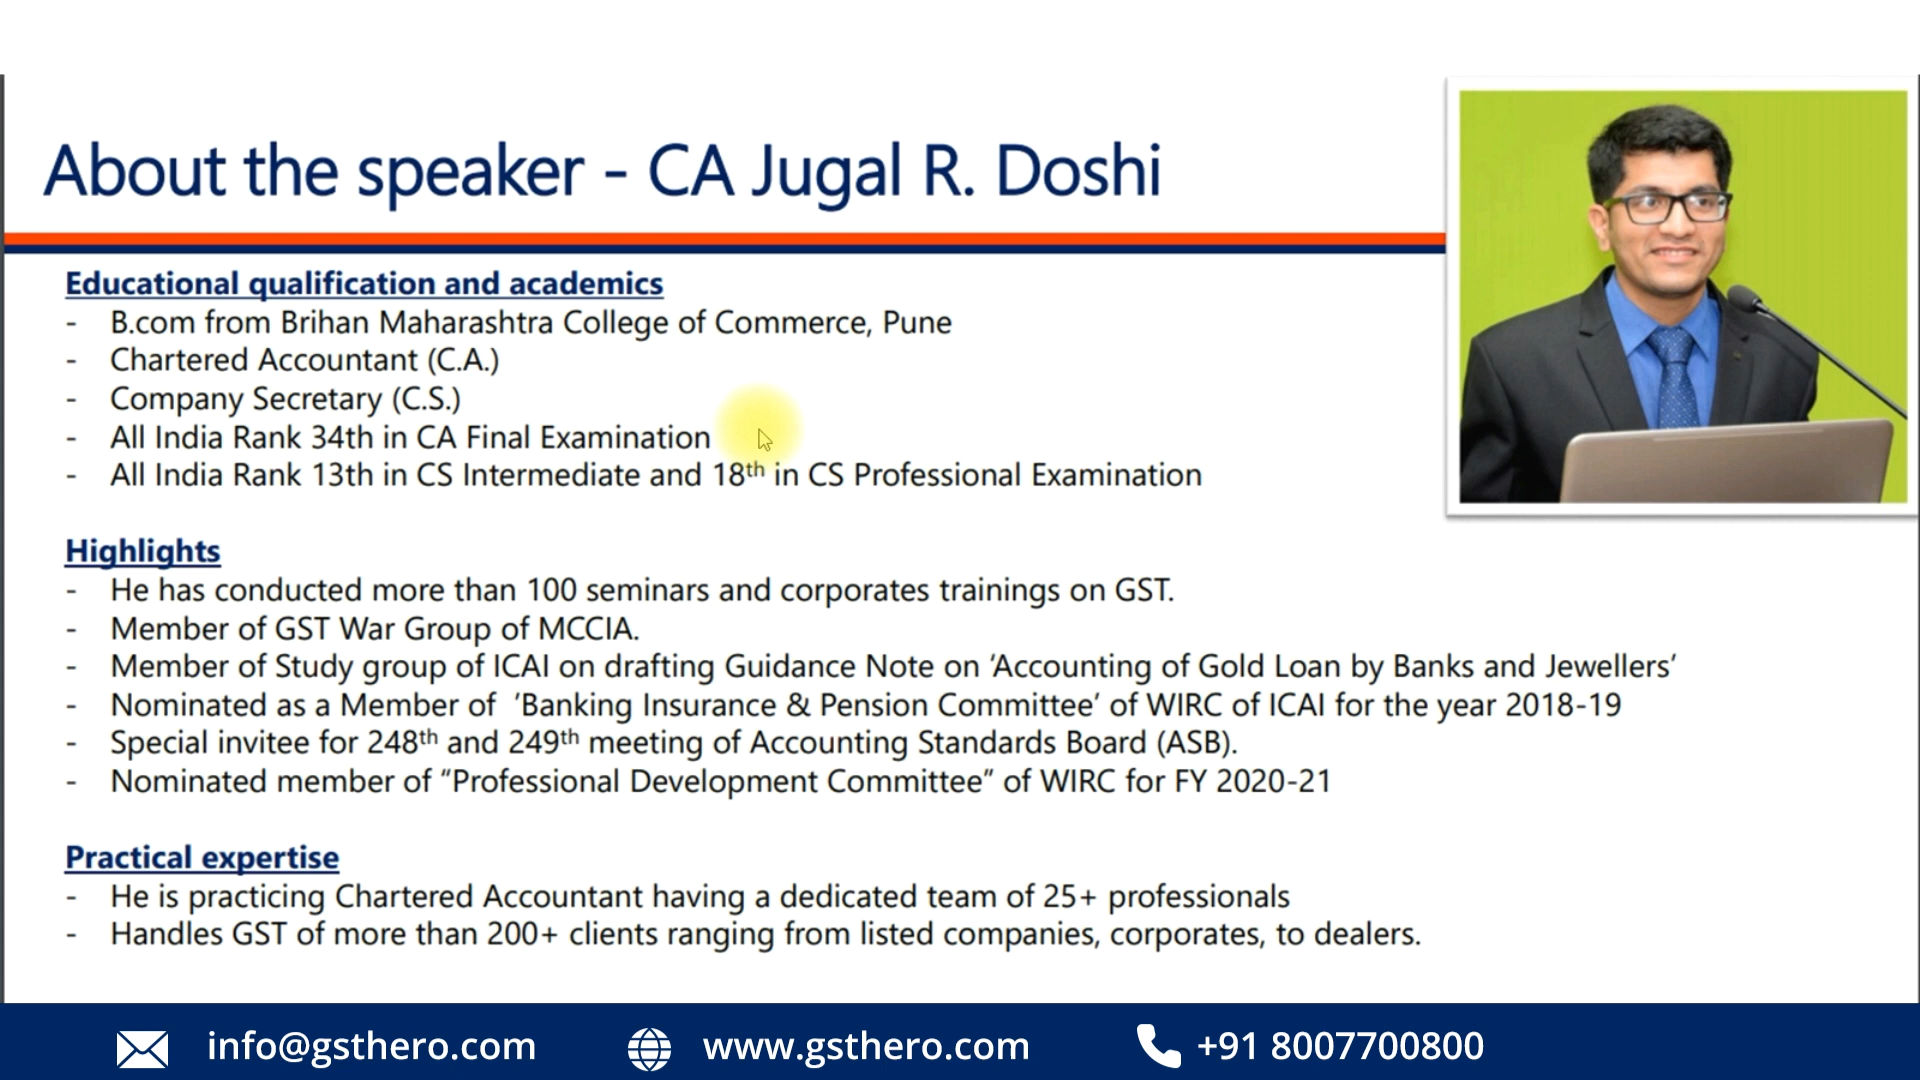 About the speaker - CA Jugal R. Doshi
Educational qualification and academics
- B.com from Brihan Maharashtra College of Commerce, Pune
- Chartered Accountant (C.A.)
- Company Secretary (C.S.)
- All India Rank 34th in CA Final Examination
- All India Rank 13th in CS Intermediate and 18th in CS Professional Examination
Highlights
- He has conducted more than 100 seminars and corporates trainings on GST.
- Member of GST War Group of MCCIA.
- Member of Study group of ICAI on drafting Guidance Note on ‘Accounting of Gold Loan by Banks and Jewellers’
- Nominated as a Member of ‘Banking Insurance & Pension Committee’ of WIRC of ICAI for the year 2018-19
- Special invitee for 248th and 249th meeting of Accounting Standards Board (ASB).
- Nominated member of “Professional Development Committee” of WIRC for FY 2020-21
Practical expertise
- He is practicing Chartered Accountant having a dedicated team of 25+ professionals
- Handles GST of more than 200+ clients ranging from listed companies, corporates, to dealers.
info@gsthero.com www.gsthero.com +91 8007700800